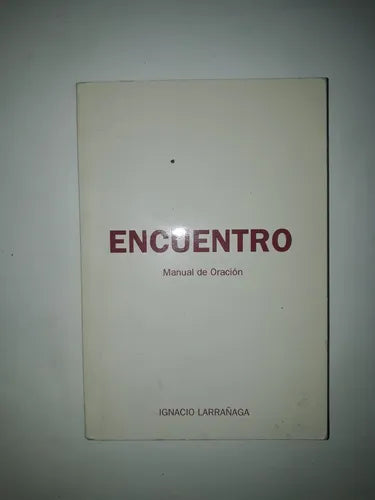 ENCUENTRO
Manual de Oración
IGNACIO LARRAÑAGA